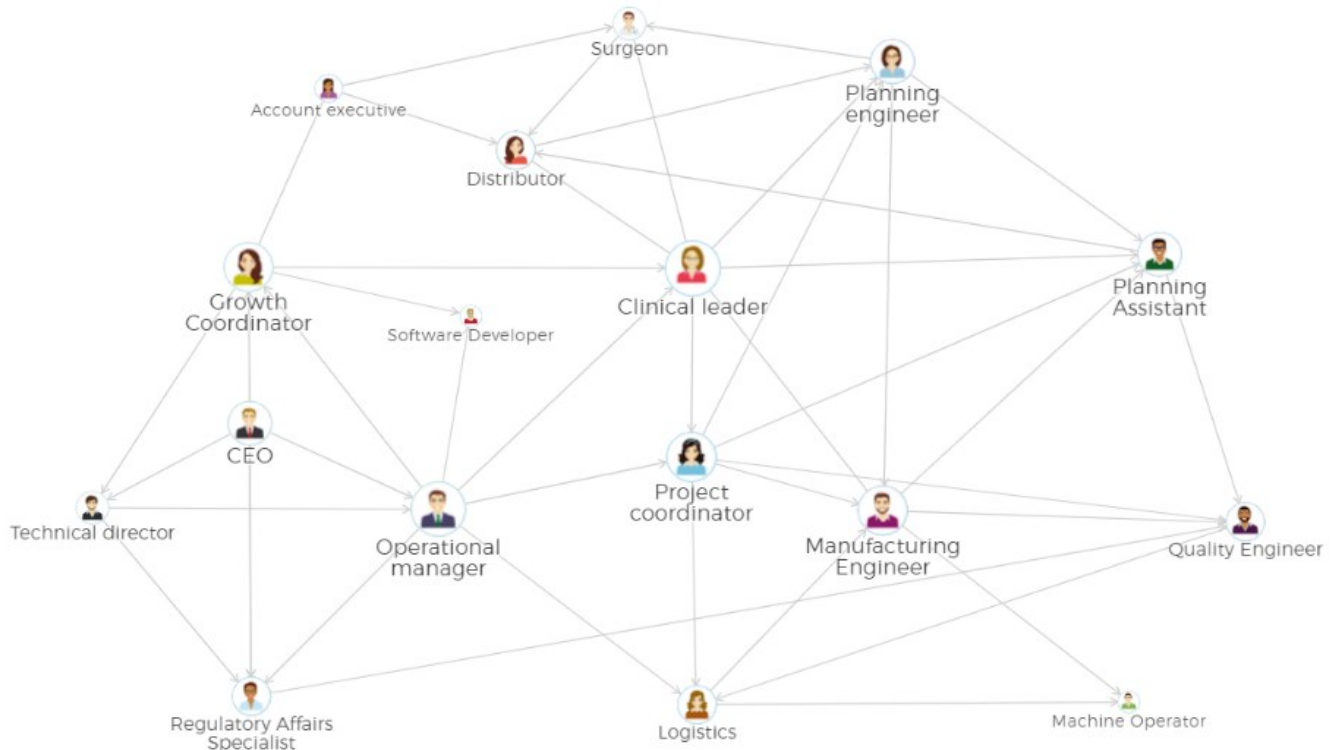 Surgeon
Planning
engineer
Account executive
Distributor
Growth
Coordinator
Clinical leader
Planning
Assistant
Software Developer
CEO
Project
coordinator
Technical director
Operational
manager
Manufacturing
Engineer
Quality Engineer
Regulatory Affairs
Specialist
Logistics
Machine Operator